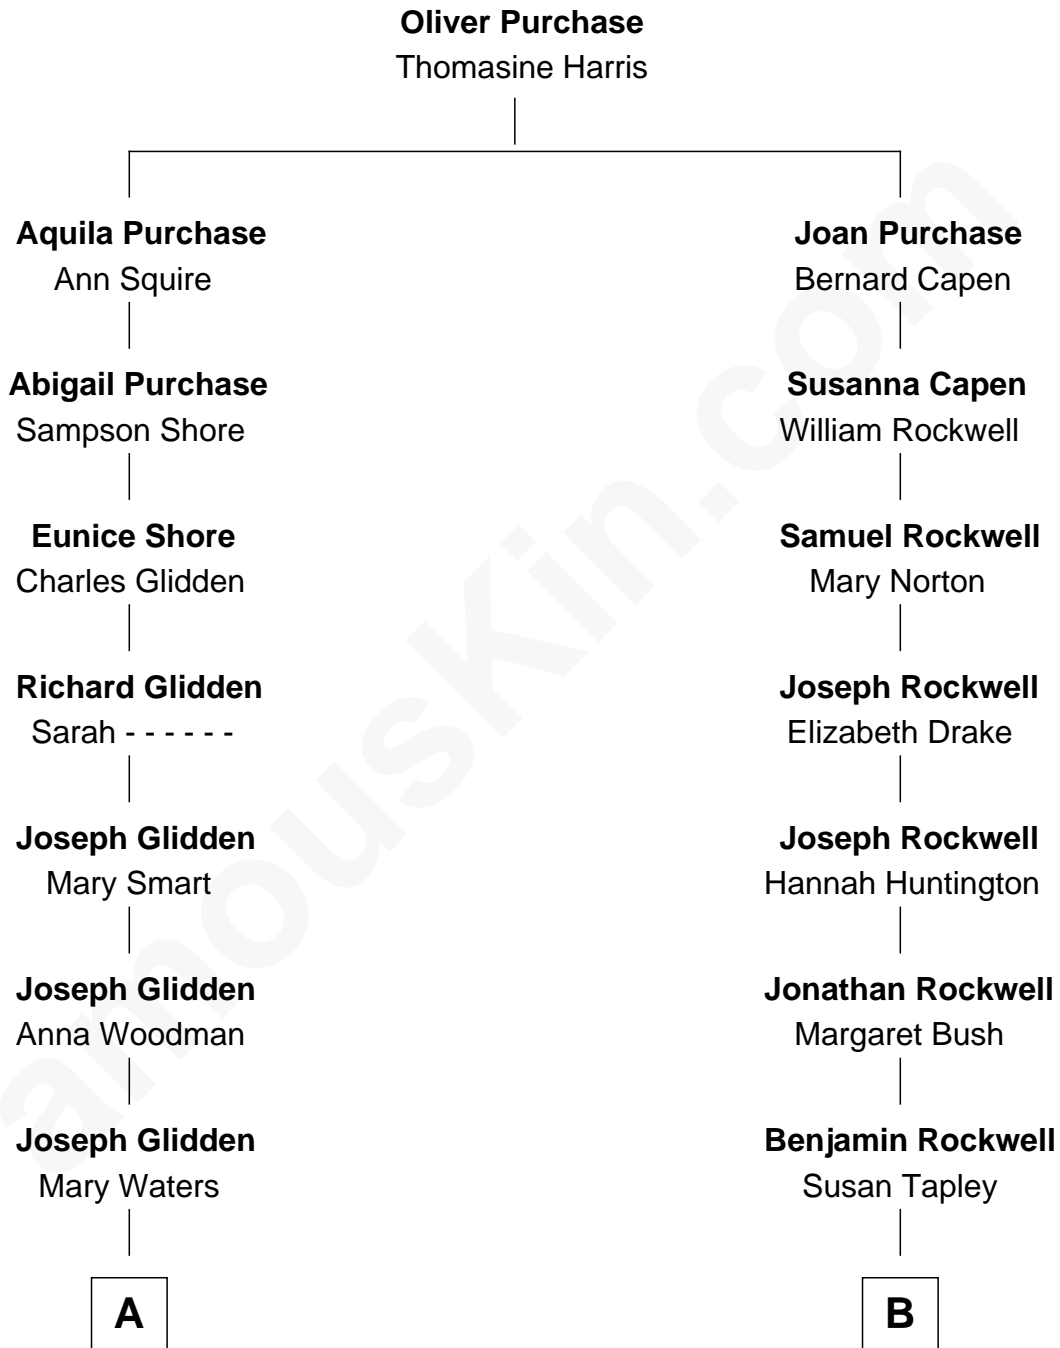 Oliver Purchase
Thomasine Harris
Aquila Purchase
Ann Squire
Abigail Purchase
Sampson Shore
Eunice Shore
Charles Glidden
Richard Glidden
Sarah - - - - - -
Joseph Glidden
Mary Smart
Joseph Glidden
Anna Woodman
Joseph Glidden
Mary Waters
A
Joan Purchase
Bernard Capen
Susanna Capen
William Rockwell
Samuel Rockwell
Mary Norton
Joseph Rockwell
Elizabeth Drake
Joseph Rockwell
Hannah Huntington
Jonathan Rockwell
Margaret Bush
Benjamin Rockwell
Susan Tapley
B
amouskin.com